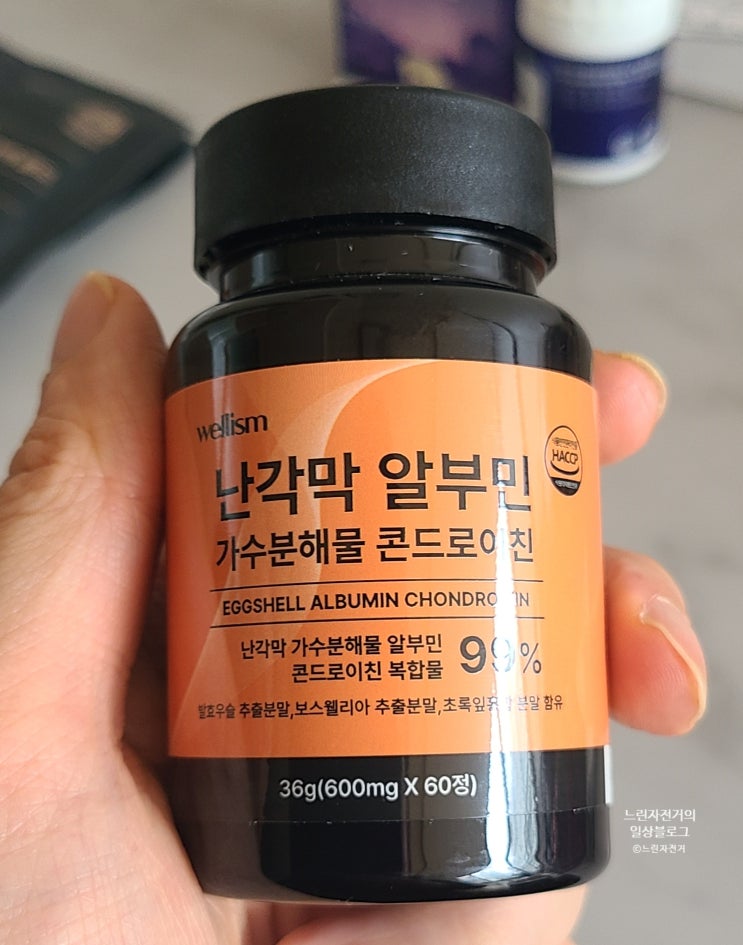 wellism
HACCP
난각막 알부민
가수분해물 콘드로이친
EGGSHELL ALBUMIN CHONDROITIN
난각막 가수분해물 알부민
콘드로이친 복합물 99%
발효우슬 추출분말,보스웰리아 추출분말,초록잎홍합 분말 함유
36g(600mg X 60정)
느린자전거의
일상블로그
©느린자전거